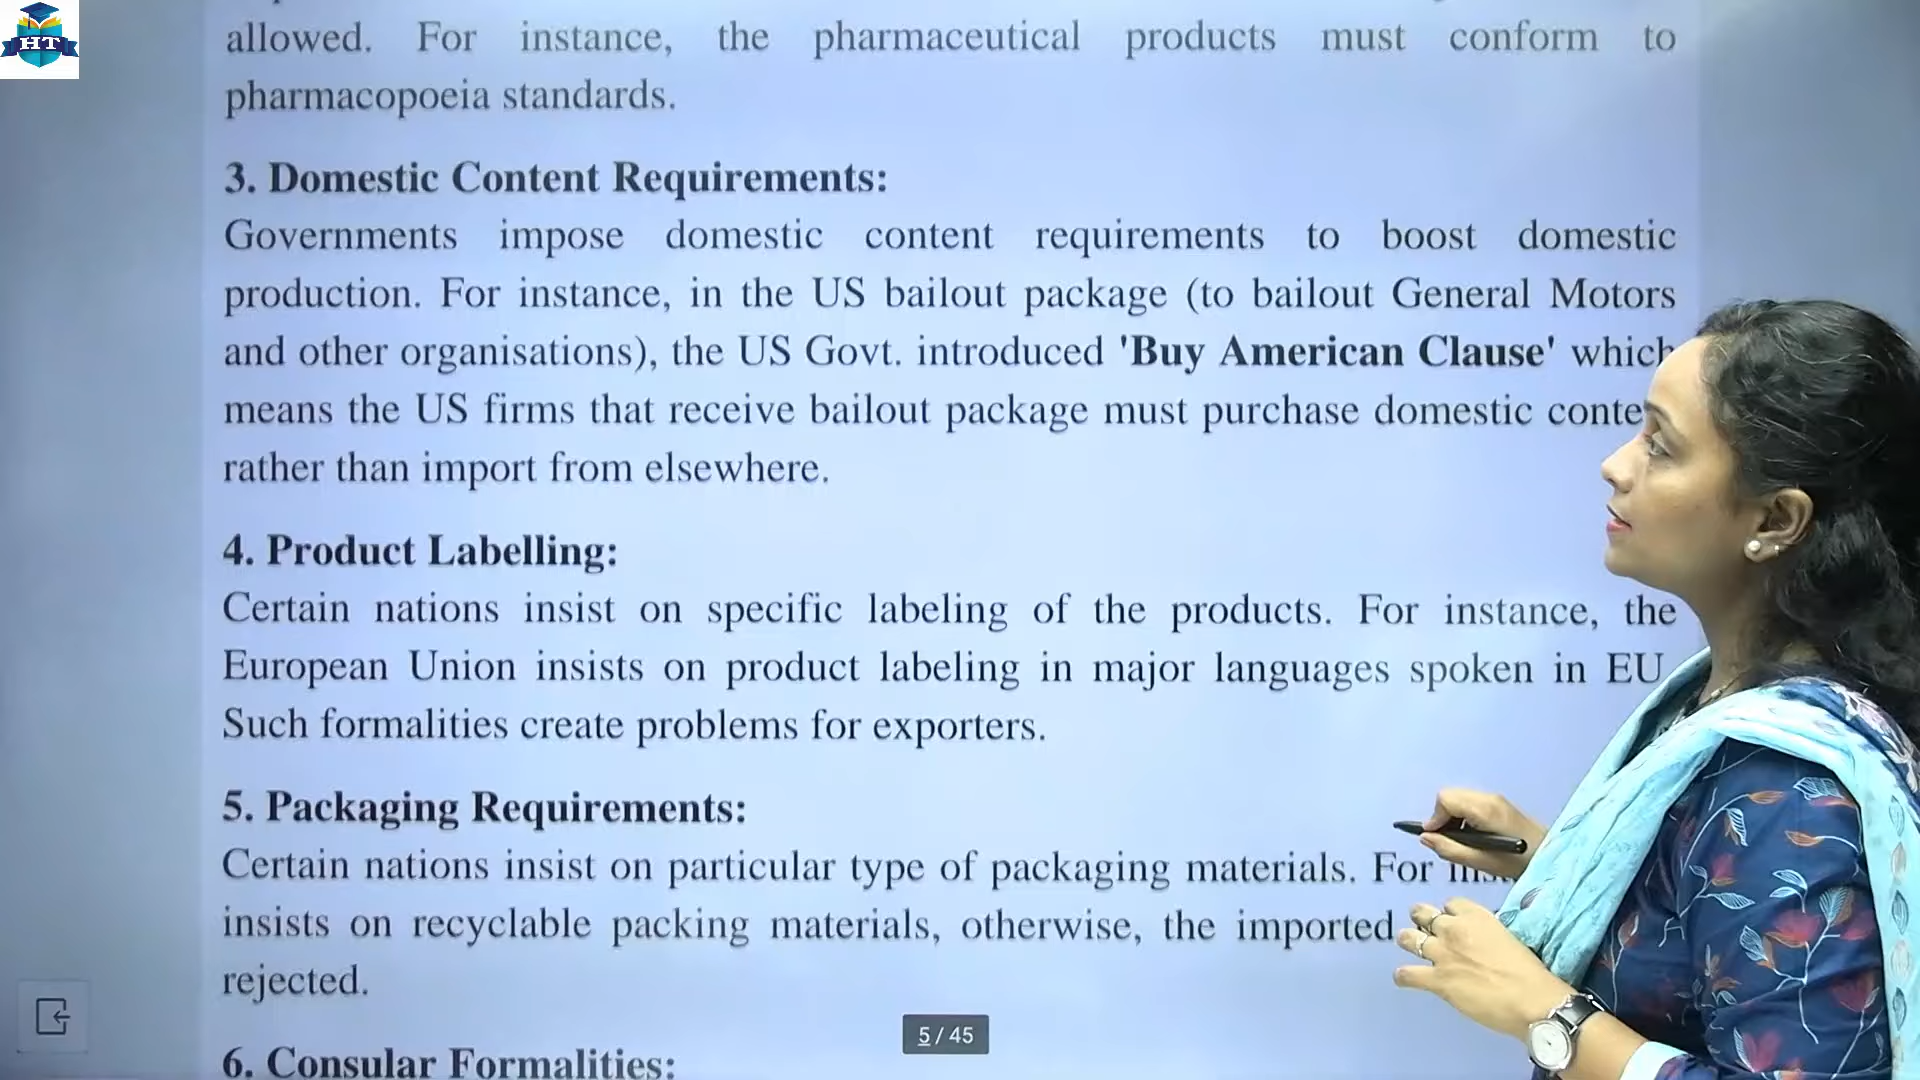 HT
allowed. For instance, the pharmaceutical products must conform to
pharmacopoeia standards.
3. Domestic Content Requirements:
Governments impose domestic content requirements to boost domestic
production. For instance, in the US bailout package (to bailout General Motors
and other organisations), the US Govt. introduced 'Buy American Clause' which
means the US firms that receive bailout package must purchase domestic
rather than import from elsewhere.
4. Product Labelling:
Certain nations insist on specific labeling of the products. For instance, the
European Union insists on product labeling in major languages spoken in EU
Such formalities create problems for exporters.
5. Packaging Requirements:
Certain nations insist on particular type of packaging materials. For
insists on recyclable packing materials, otherwise, the imported
rejected.
5 / 45
6. Consular Formalities: